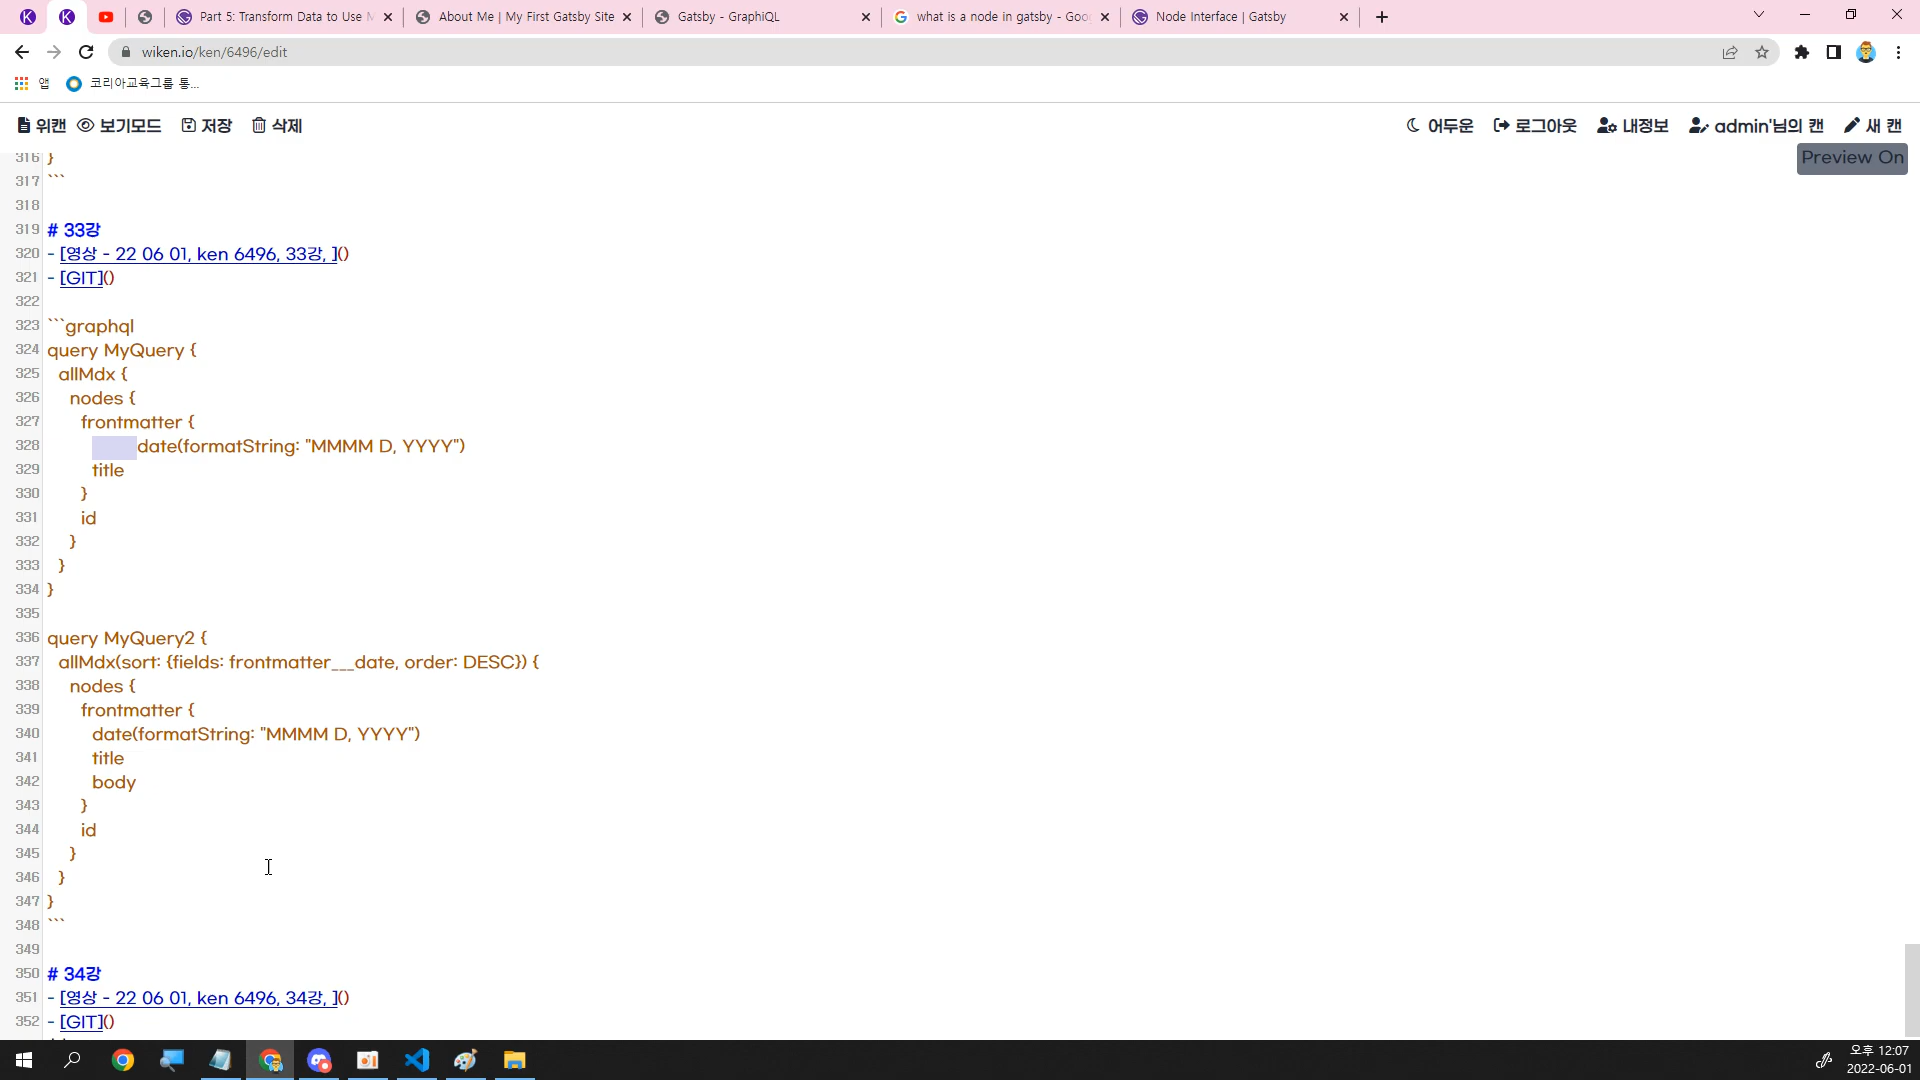 Part 5: Transform Data to Use M
About Me | My First Gatsby Site
Gatsby - GraphiQL
what is a node in gatsby - Goo
Node Interface | Gatsby
wiken.io/ken/6496/edit
앱
코리아교육그룹 통...
위캔 보기모드 저장 삭제
어두운 로그아웃 내정보 admin'님의 캔 새 캔
Preview On
316 }
317 ```
318
319 # 33강
320 - [영상 - 22 06 01, ken 6496, 33강, ]()
321 - [GIT]()
322
323 ```graphql
324 query MyQuery {
325 allMdx {
326 nodes {
327 frontmatter {
328 date(formatString: "MMMM D, YYYY")
329 title
330 }
331 id
332 }
333 }
334 }
335
336 query MyQuery2 {
337 allMdx(sort: {fields: frontmatter___date, order: DESC}) {
338 nodes {
339 frontmatter {
340 date(formatString: "MMMM D, YYYY")
341 title
342 body
343 }
344 id
345 }
346 }
347 }
348 ```
349
350 # 34강
351 - [영상 - 22 06 01, ken 6496, 34강, ]()
352 - [GIT]()
오후 12:07
2022-06-01